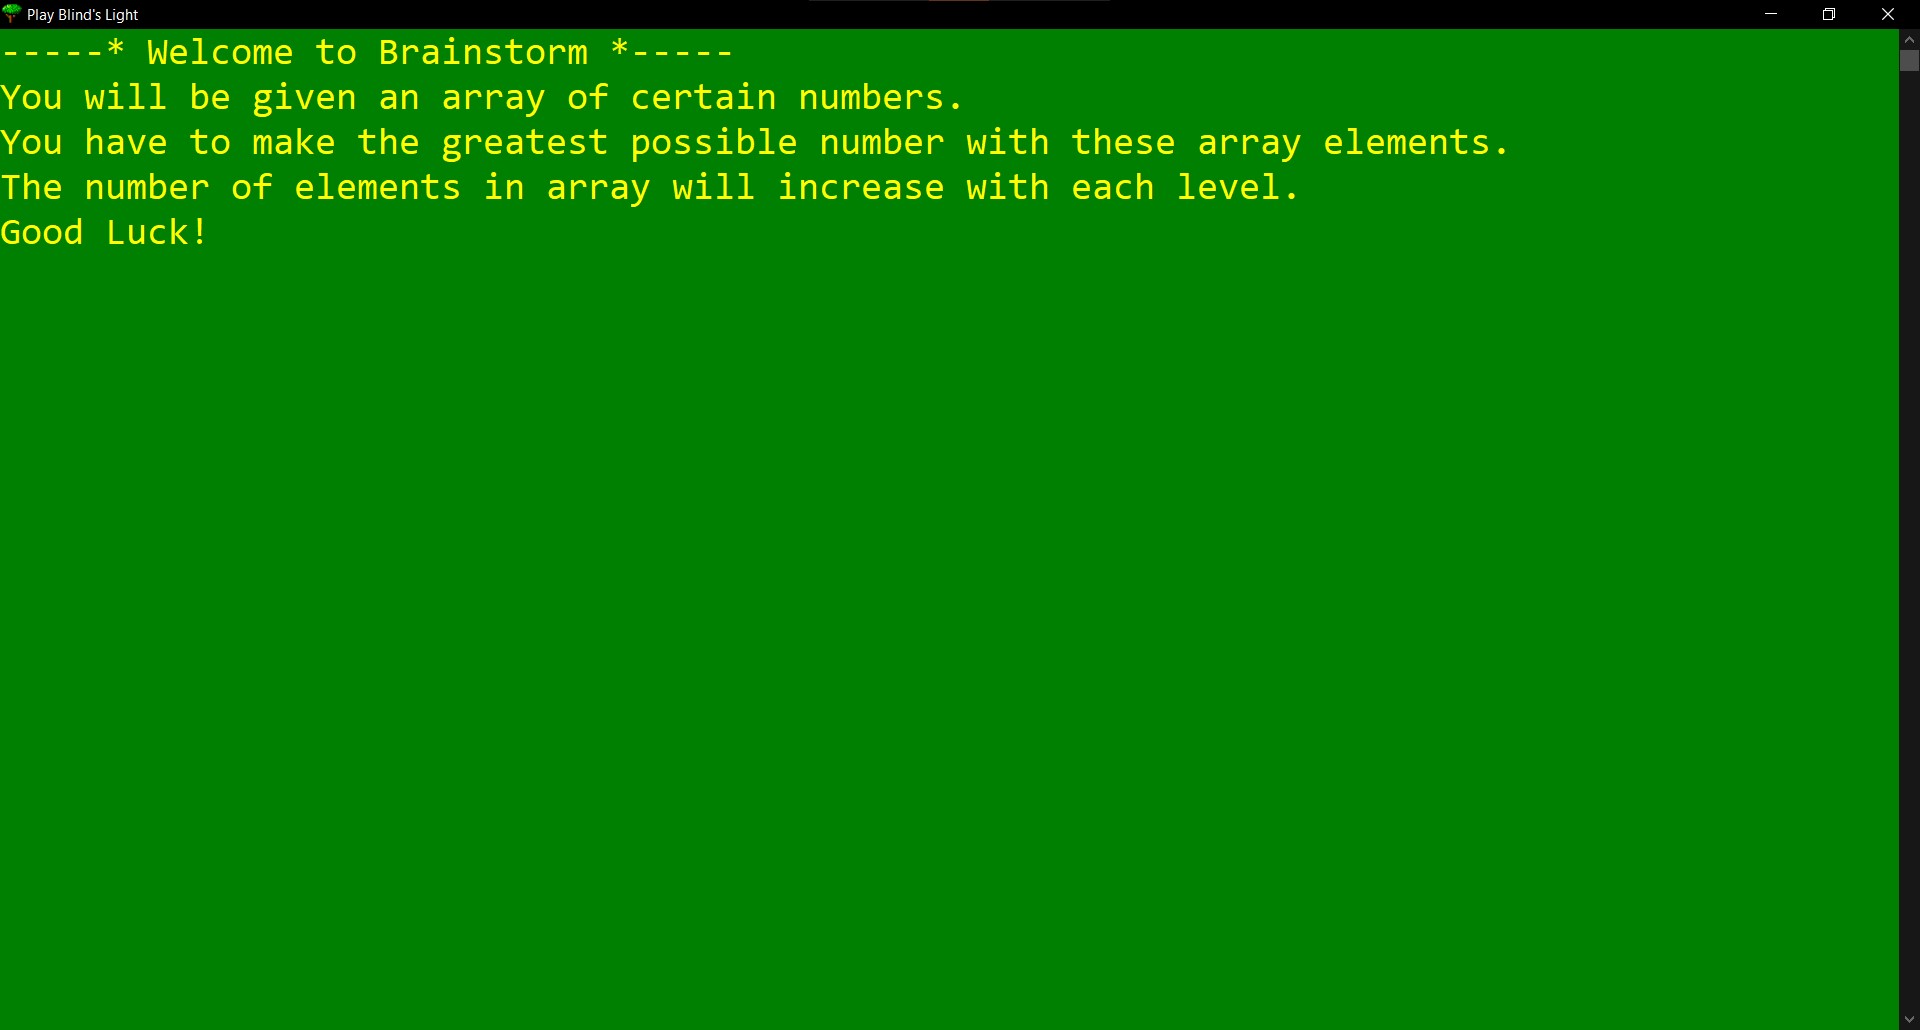 Play Blind's Light
-----* Welcome to Brainstorm *-----
You will be given an array of certain numbers.
You have to make the greatest possible number with these array elements.
The number of elements in array will increase with each level.
Good Luck!